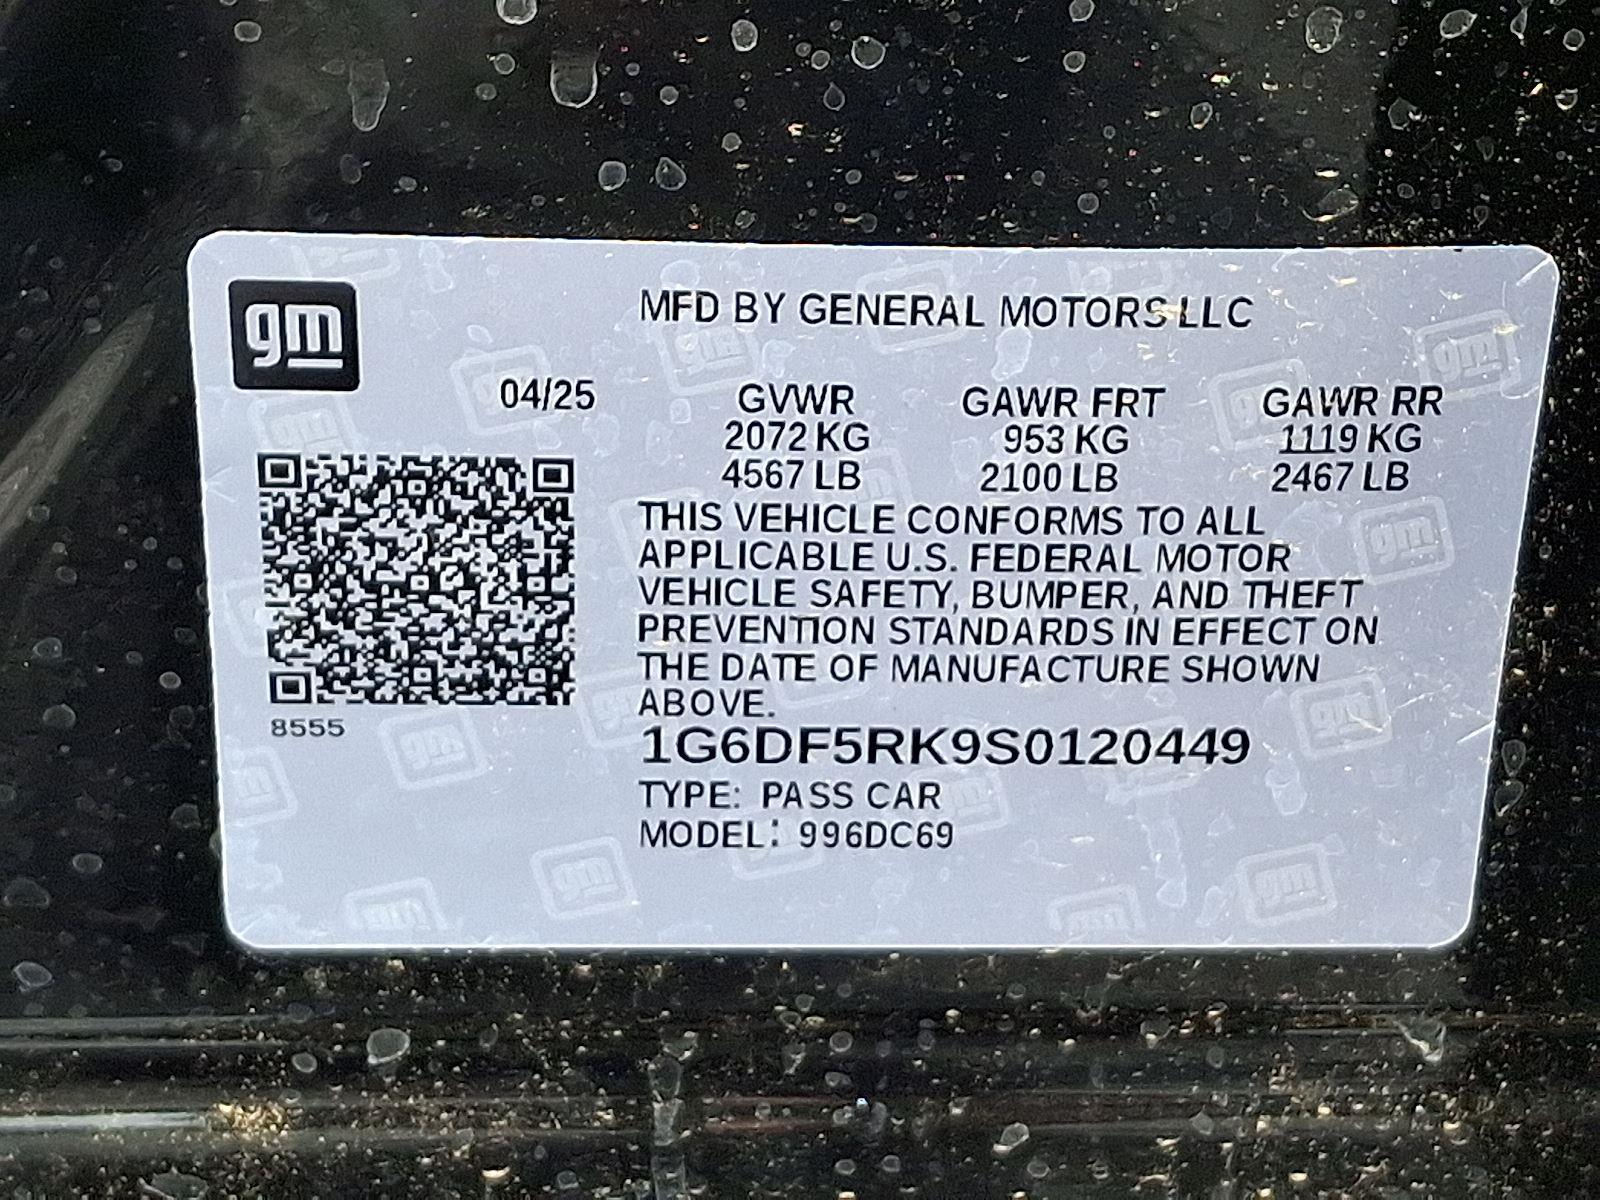 gm
MFD BY GENERAL MOTORS LLC
04/25
GVWR GAWR FRT GAWR RR
2072 KG 953 KG 1119 KG
4567 LB 2100 LB 2467 LB
THIS VEHICLE CONFORMS TO ALL
APPLICABLE U.S. FEDERAL MOTOR
VEHICLE SAFETY, BUMPER, AND THEFT
PREVENTION STANDARDS IN EFFECT ON
THE DATE OF MANUFACTURE SHOWN
ABOVE.
8555
1G6DF5RK9S0120449
TYPE: PASS CAR
MODEL: 996DC69